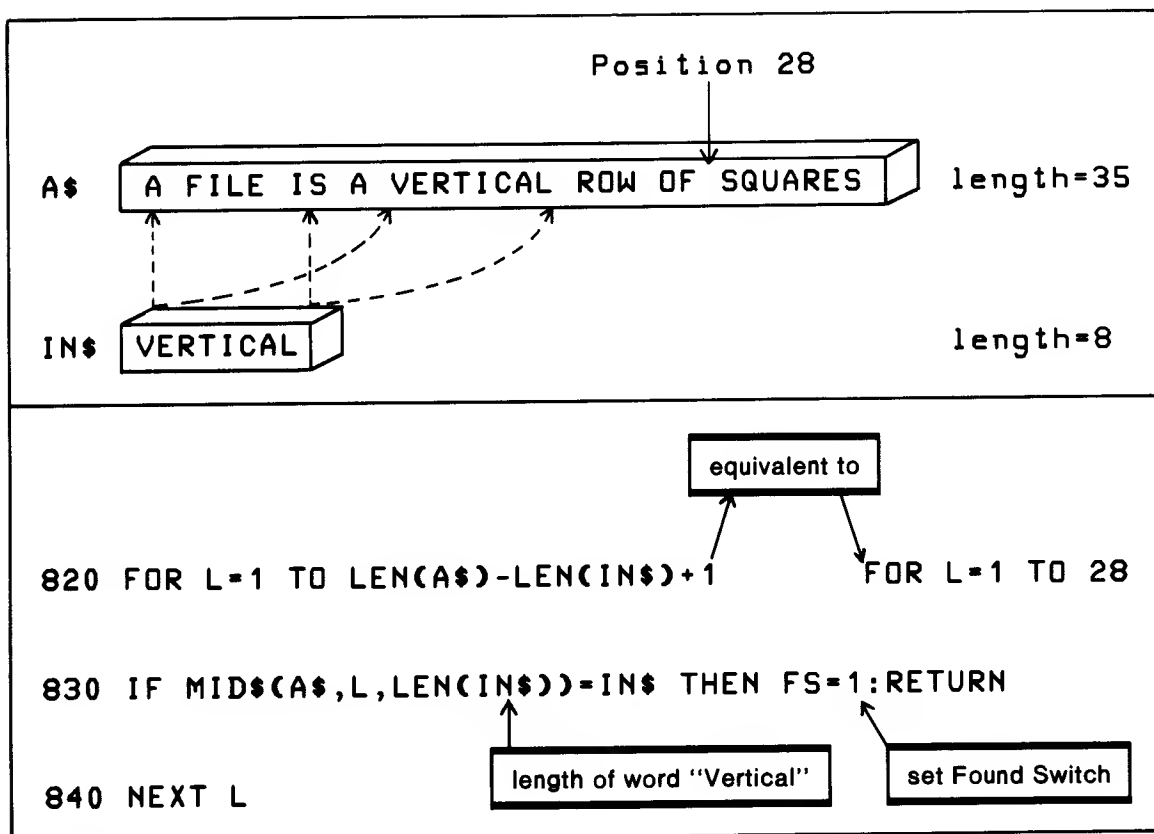 Position 28
A$ A FILE IS A VERTICAL ROW OF SQUARES length=35
IN$ VERTICAL length=8
equivalent to
820 FOR L=1 TO LEN(A$)-LEN(IN$)+1 FOR L=1 TO 28
830 IF MID$(A$,L,LEN(IN$))=IN$ THEN FS=1:RETURN
length of word "Vertical" set Found Switch
840 NEXT L